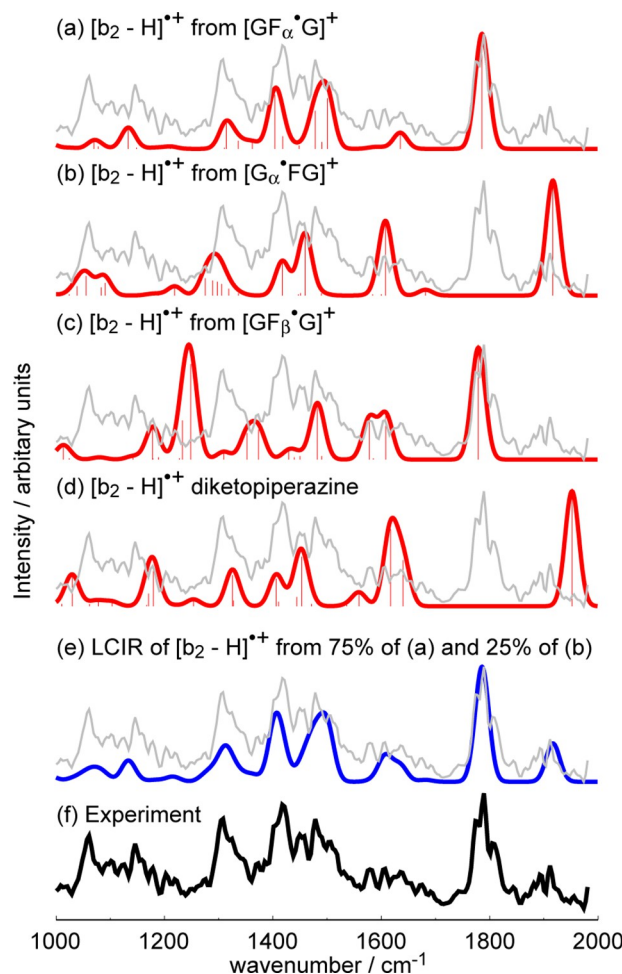 (a) [b₂ - H]•⁺ from [GFα•G]⁺
(b) [b₂ - H]•⁺ from [Gα•FG]⁺
(c) [b₂ - H]•⁺ from [GFβ•G]⁺
(d) [b₂ - H]•⁺ diketopiperazine
(e) LCIR of [b₂ - H]•⁺ from 75% of (a) and 25% of (b)
(f) Experiment
Intensity / arbitary units
1000 1200 1400 1600 1800 2000
wavenumber / cm⁻¹